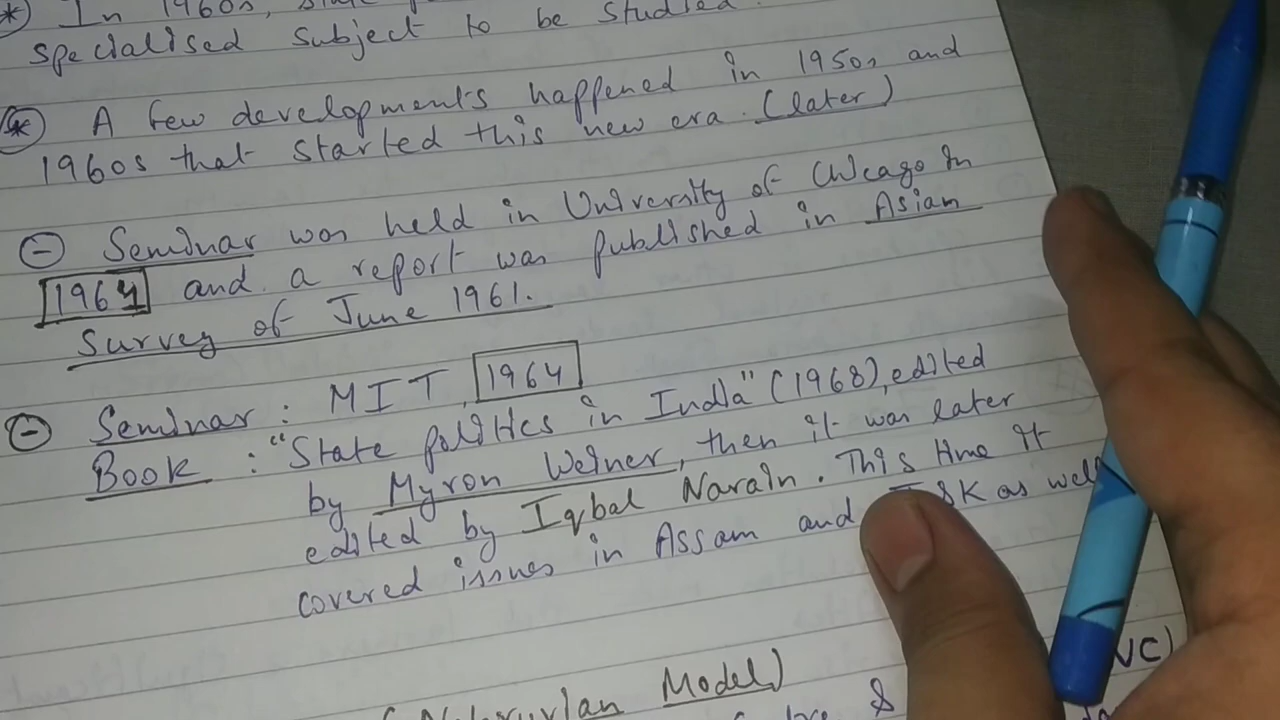 In 1960s,
specialised subject to be studied.
A few developments happened in 1950s and
1960s that started this new era. (later)
Seminar was held in University of Chicago in
1964 and a report was published in Asian
Survey of June 1961.
Seminar : MIT, 1964
Book : "State politics in India" (1968), edited
by Myron Weiner, then it was later
edited by Iqbal Narain. This time it
covered issues in Assam and J&K as well
Model)
&